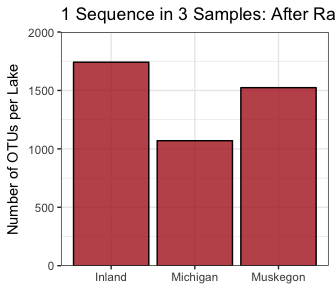 1 Sequence in 3 Samples: After Ra
Number of OTUs per Lake
2000
1500
1000
500
0
Inland Michigan Muskegon